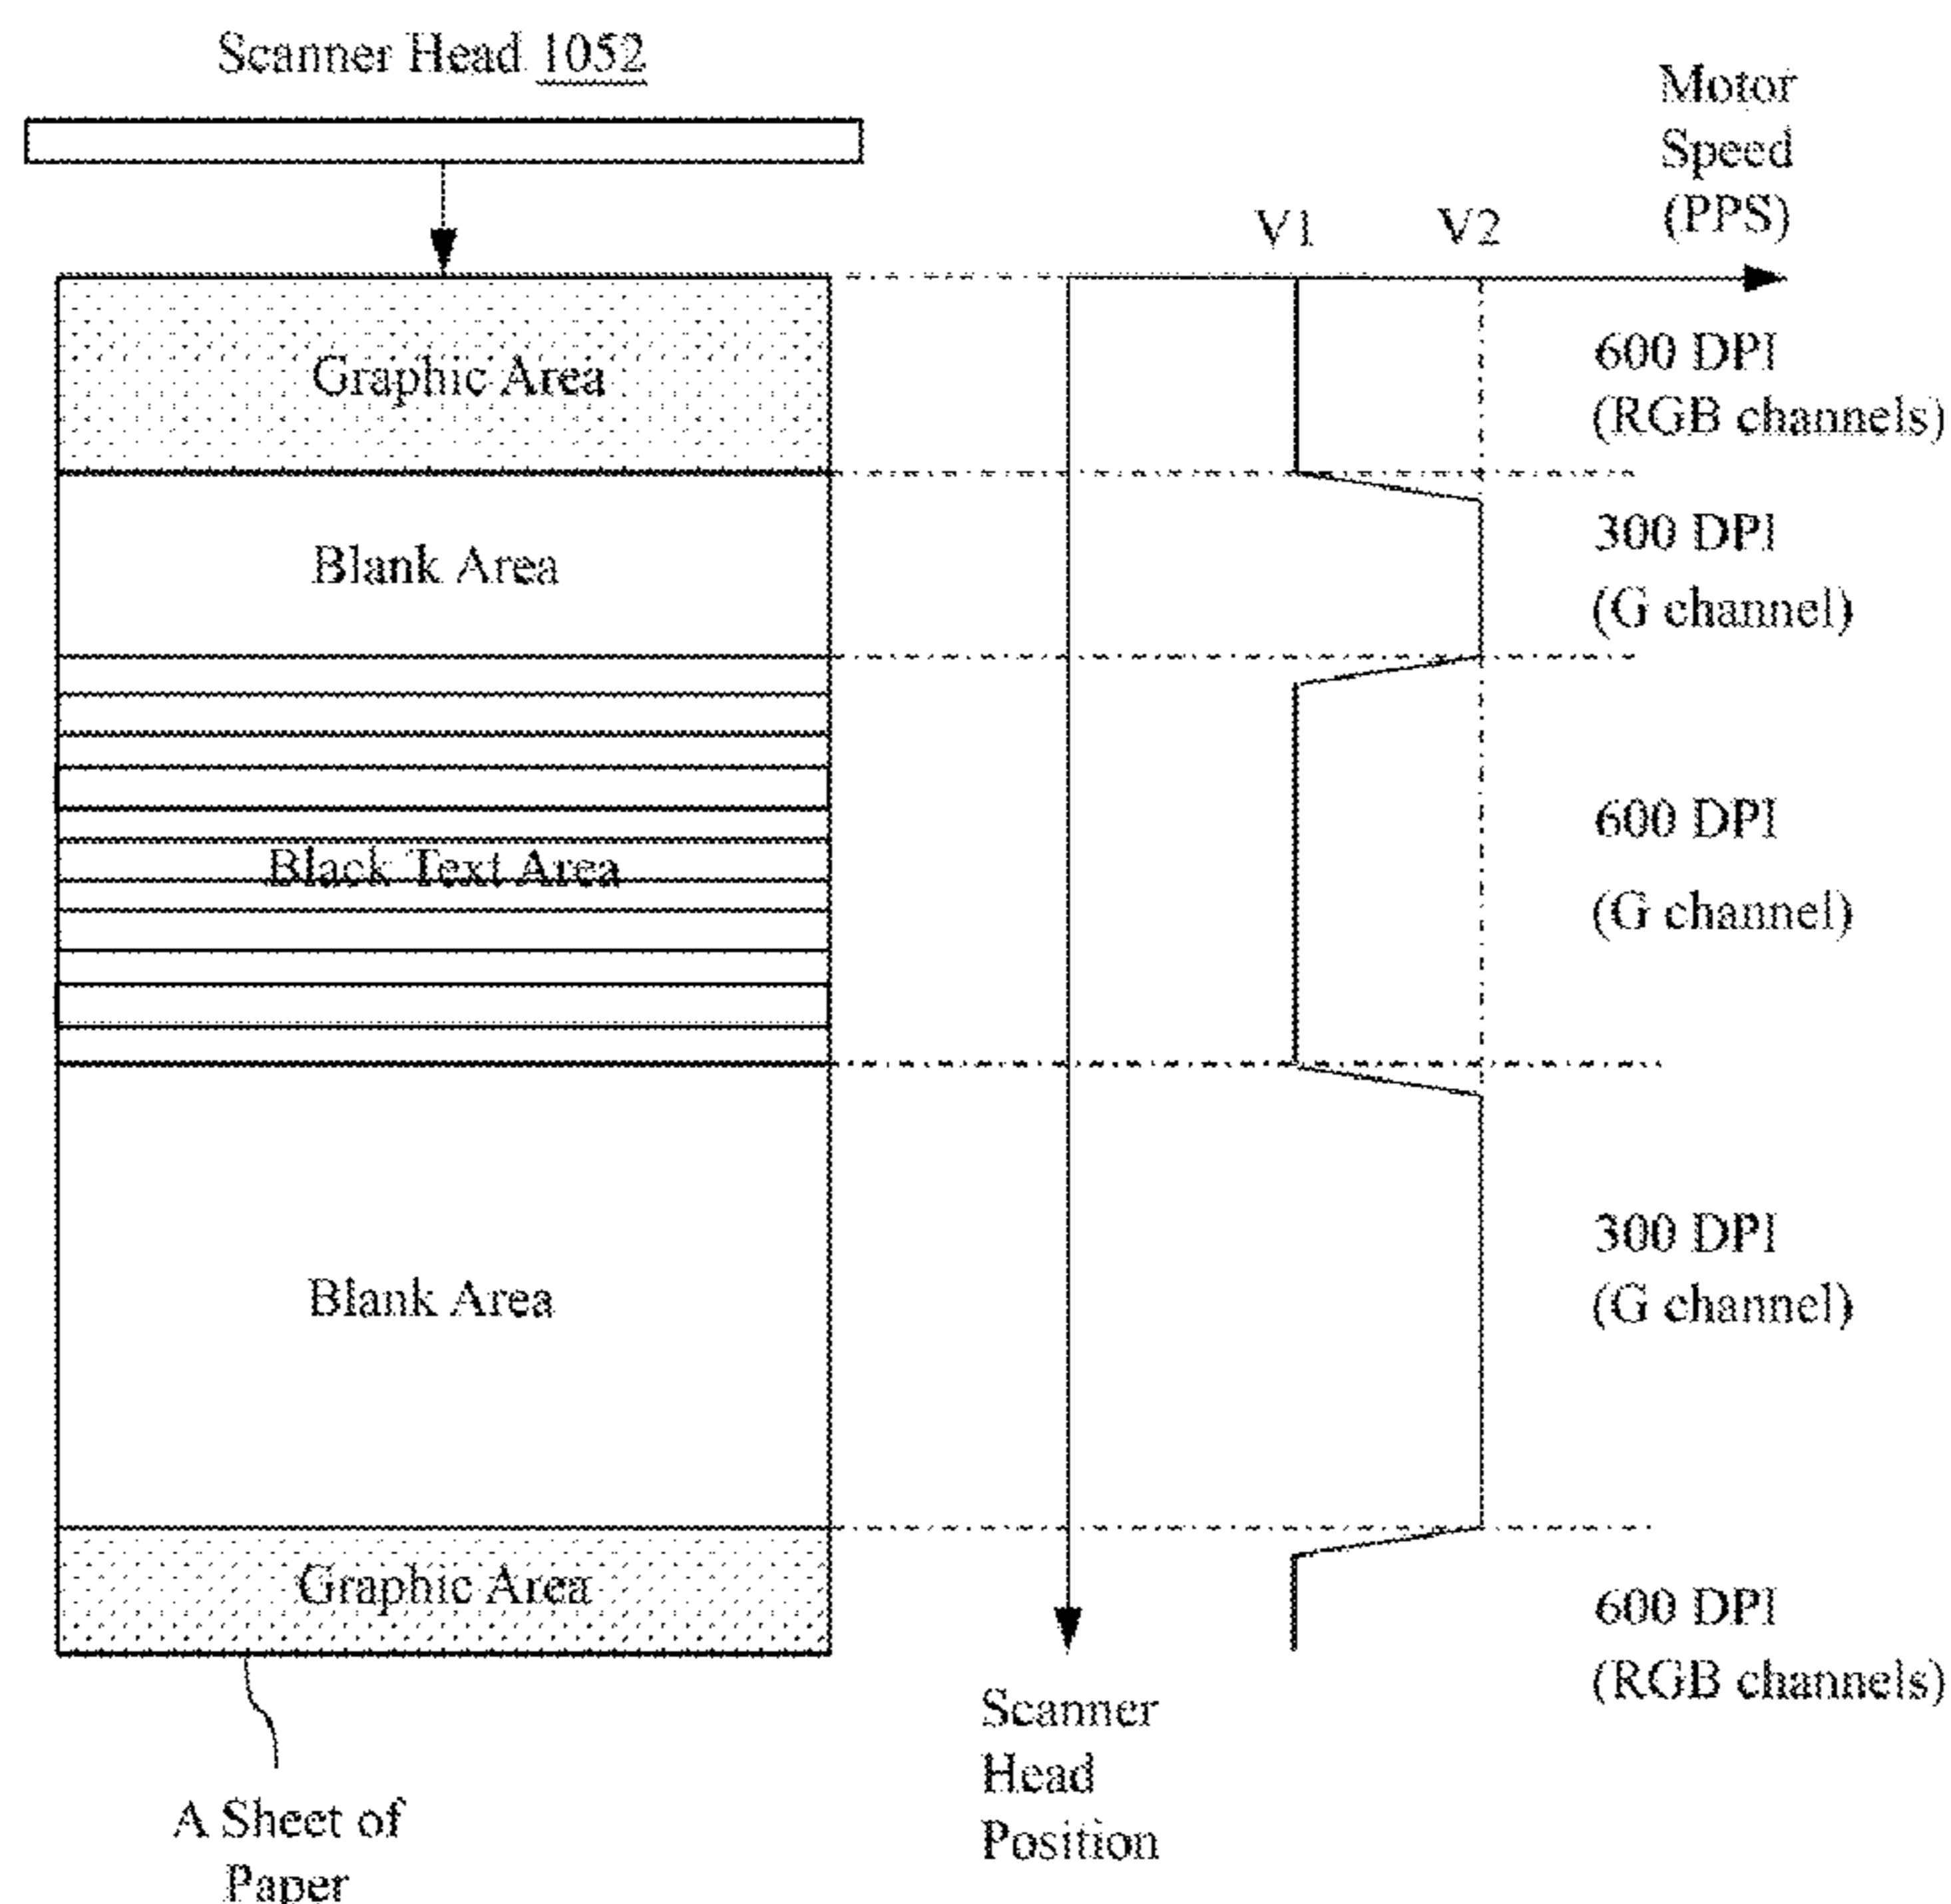 Scanner Head 1052
Motor
Speed
(PPS)
V1
V2
Graphic Area
600 DPI
(RGB channels)
Blank Area
300 DPI
(G channel)
Black Text Area
600 DPI
(G channel)
Blank Area
300 DPI
(G channel)
Graphic Area
600 DPI
(RGB channels)
Scanner
Head
Position
A Sheet of
Paper